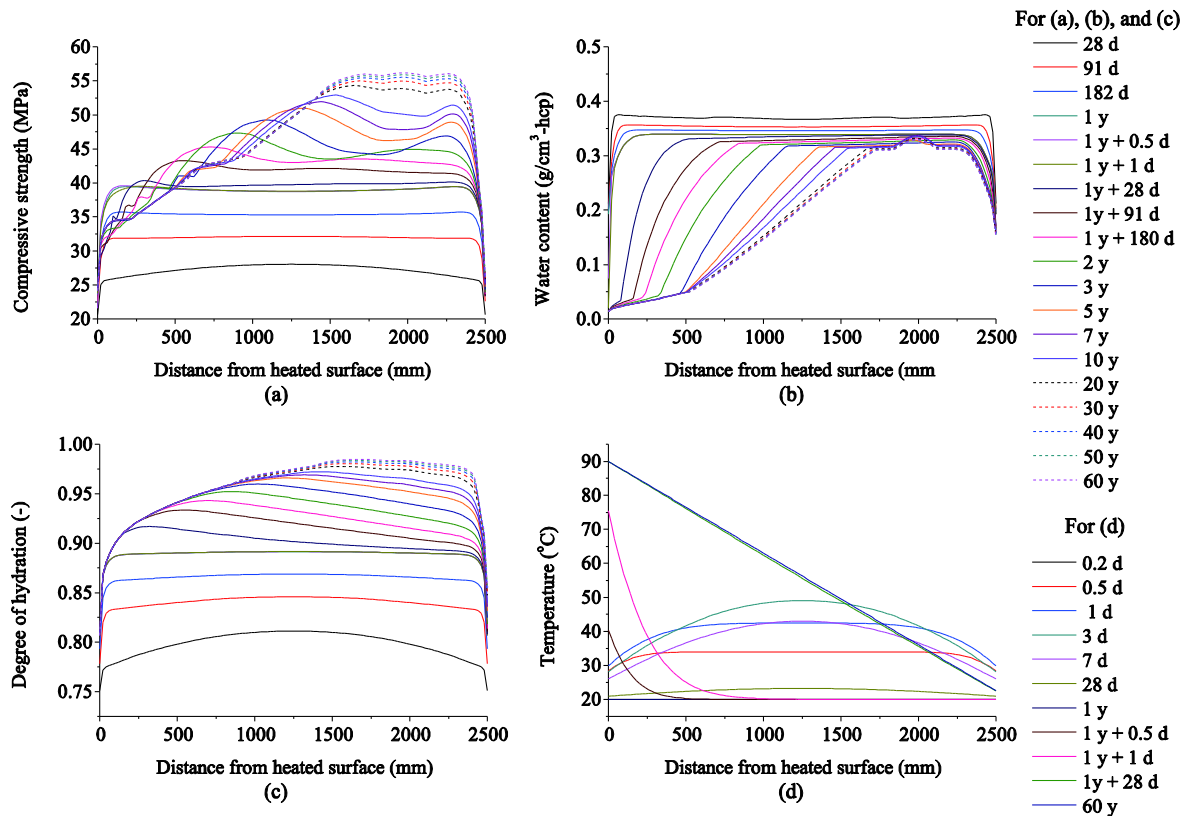 For (a), (b), and (c)
28 d
91 d
182 d
1 y
1 y + 0.5 d
1 y + 1 d
1y + 28 d
1y + 91 d
1 y + 180 d
2 y
3 y
5 y
7 y
10 y
20 y
30 y
40 y
50 y
60 y
For (d)
0.2 d
0.5 d
1 d
3 d
7 d
28 d
1 y
1 y + 0.5 d
1 y + 1 d
1y + 28 d
60 y
Compressive strength (MPa)
60
55
50
45
40
35
30
25
20
0 500 1000 1500 2000 2500
Distance from heated surface (mm)
(a)
Water content (g/cm³-hcp)
0.5
0.4
0.3
0.2
0.1
0.0
0 500 1000 1500 2000 2500
Distance from heated surface (mm
(b)
Degree of hydration (-)
1.00
0.95
0.90
0.85
0.80
0.75
0 500 1000 1500 2000 2500
Distance from heated surface (mm)
(c)
Temperature (°C)
90
80
70
60
50
40
30
20
0 500 1000 1500 2000 2500
Distance from heated surface (mm)
(d)